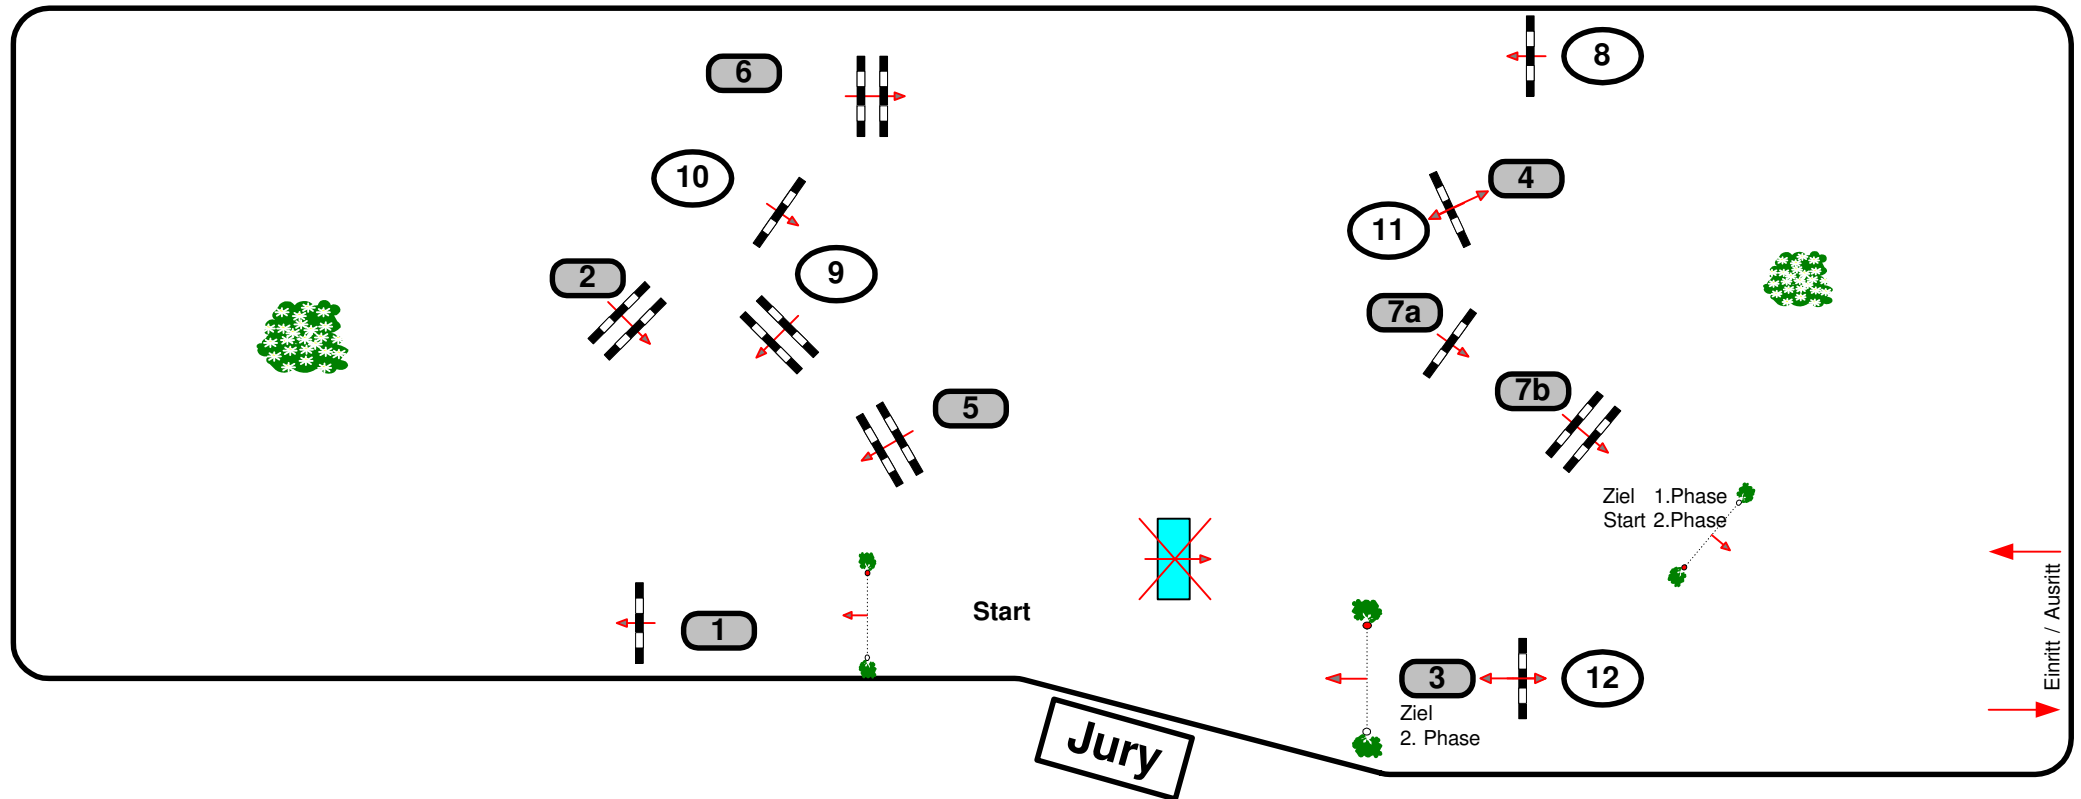 6
8
10
4
11
2
9
7a
7b
5
Ziel 1.Phase
Start 2.Phase
Einritt / Ausritt
Start
1
3
12
Ziel
2. Phase
Jury